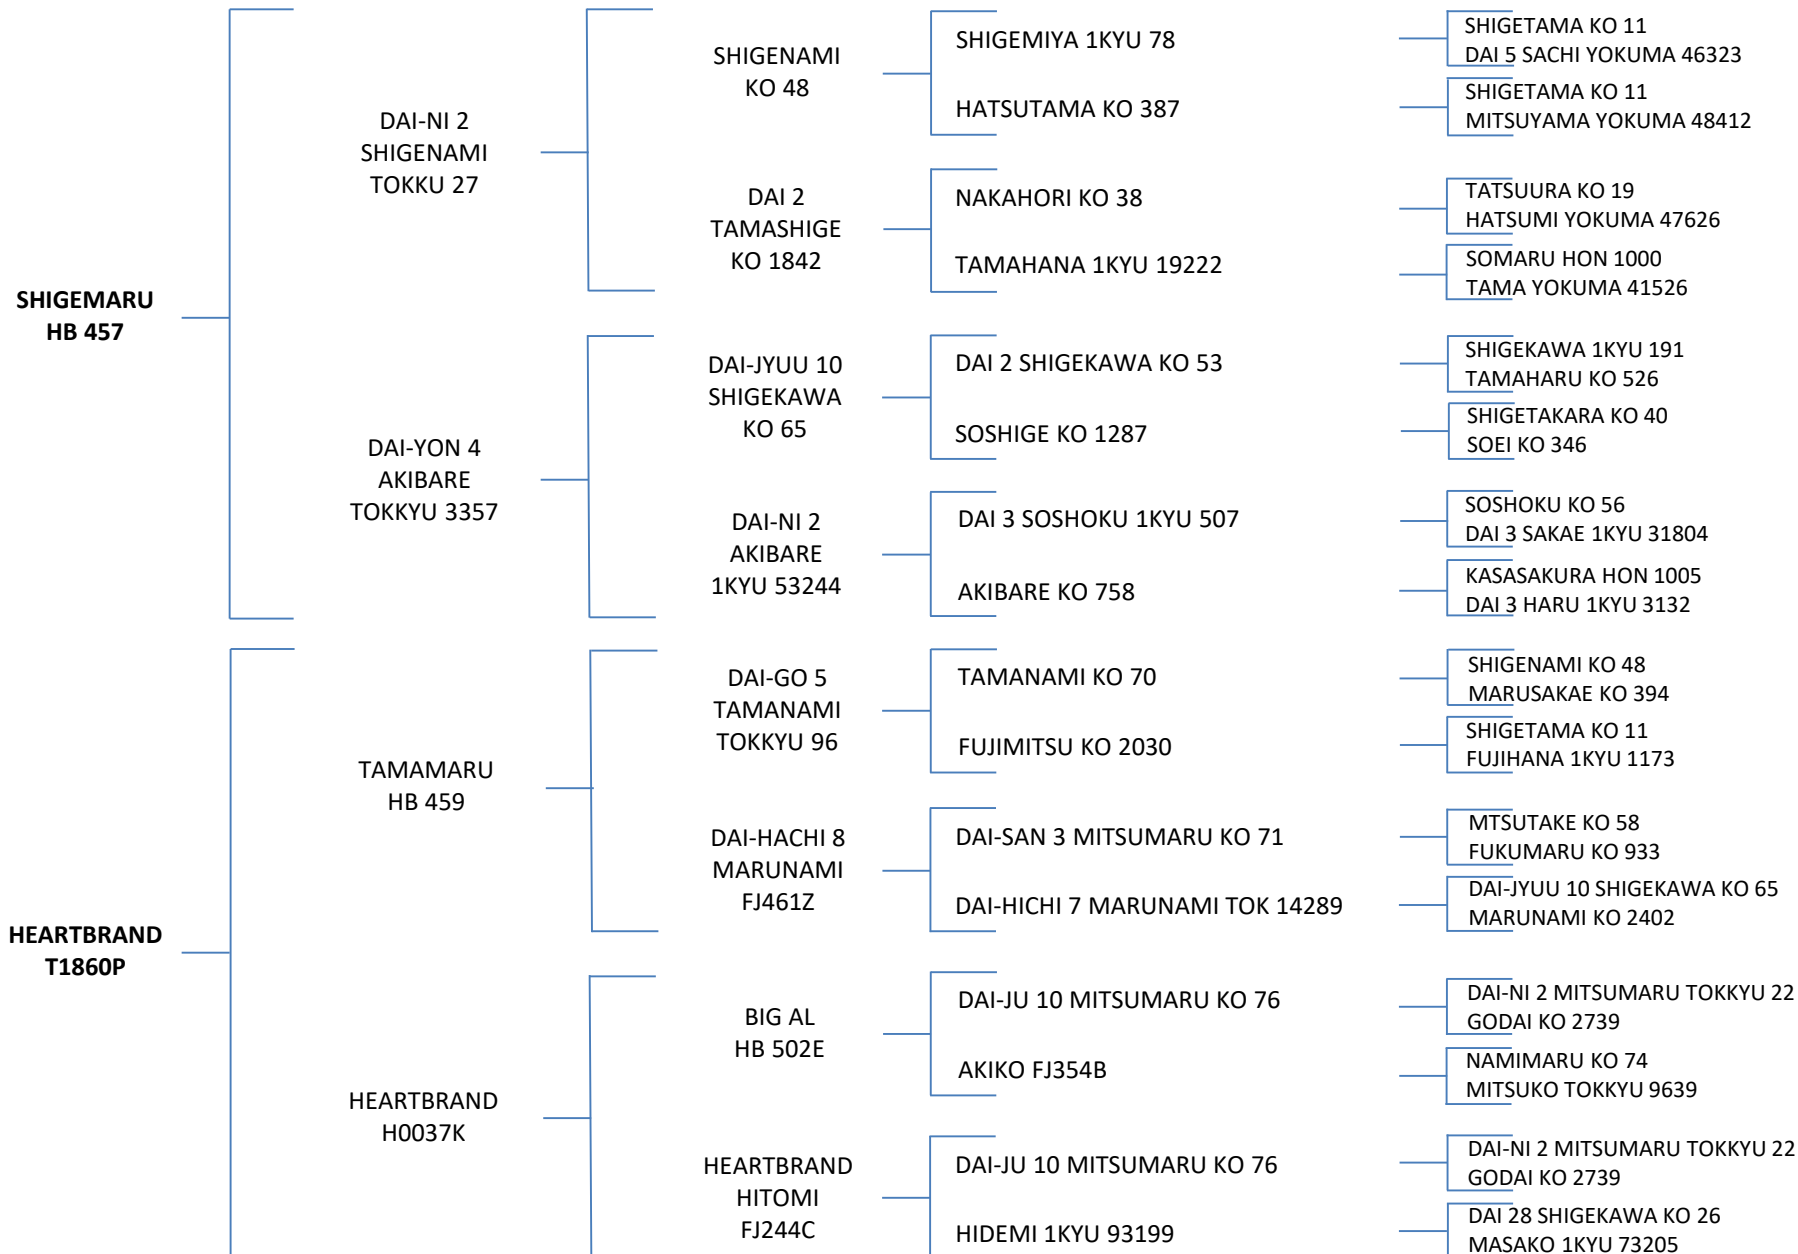 SHIGEMARU
HB 457
DAI-NI 2
SHIGENAMI
TOKKU 27
DAI-YON 4
AKIBARE
TOKKYU 3357
SHIGENAMI
KO 48
DAI 2
TAMASHIGE
KO 1842
DAI-JYUU 10
SHIGEKAWA
KO 65
DAI-NI 2
AKIBARE
1KYU 53244
SHIGEMIYA 1KYU 78
HATSUTAMA KO 387
NAKAHORI KO 38
TAMAHANA 1KYU 19222
DAI 2 SHIGEKAWA KO 53
SOSHIGE KO 1287
DAI 3 SOSHOKU 1KYU 507
AKIBARE KO 758
SHIGETAMA KO 11
DAI 5 SACHI YOKUMA 46323
SHIGETAMA KO 11
MITSUYAMA YOKUMA 48412
TATSUURA KO 19
HATSUMI YOKUMA 47626
SOMARU HON 1000
TAMA YOKUMA 41526
SHIGEKAWA 1KYU 191
TAMAHARU KO 526
SHIGETAKARA KO 40
SOEI KO 346
SOSHOKU KO 56
DAI 3 SAKAE 1KYU 31804
KASASAKURA HON 1005
DAI 3 HARU 1KYU 3132
HEARTBRAND
T1860P
TAMAMARU
HB 459
HEARTBRAND
H0037K
DAI-GO 5
TAMANAMI
TOKKYU 96
DAI-HACHI 8
MARUNAMI
FJ461Z
BIG AL
HB 502E
HEARTBRAND
HITOMI
FJ244C
TAMANAMI KO 70
FUJIMITSU KO 2030
DAI-SAN 3 MITSUMARU KO 71
DAI-HICHI 7 MARUNAMI TOK 14289
DAI-JU 10 MITSUMARU KO 76
AKIKO FJ354B
DAI-JU 10 MITSUMARU KO 76
HIDEMI 1KYU 93199
SHIGENAMI KO 48
MARUSAKAE KO 394
SHIGETAMA KO 11
FUJIHANA 1KYU 1173
MTSUTAKE KO 58
FUKUMARU KO 933
DAI-JYUU 10 SHIGEKAWA KO 65
MARUNAMI KO 2402
DAI-NI 2 MITSUMARU TOKKYU 22
GODAI KO 2739
NAMIMARU KO 74
MITSUKO TOKKYU 9639
DAI-NI 2 MITSUMARU TOKKYU 22
GODAI KO 2739
DAI 28 SHIGEKAWA KO 26
MASAKO 1KYU 73205